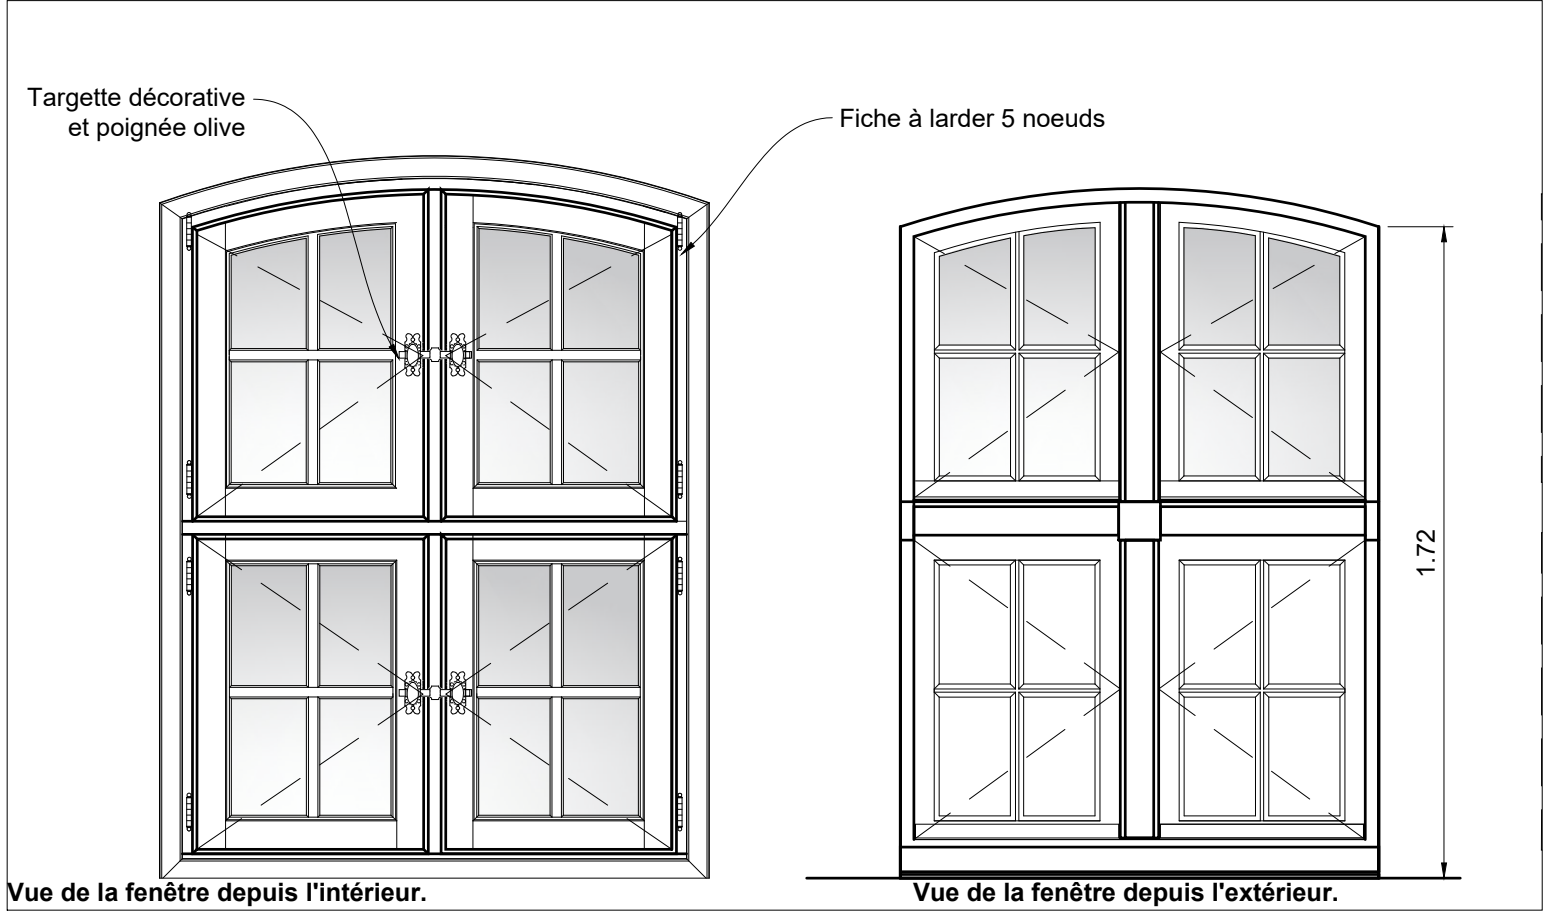 Targette décorative
et poignée olive
Fiche à larder 5 noeuds
1.72
Vue de la fenêtre depuis l'intérieur.
Vue de la fenêtre depuis l'extérieur.